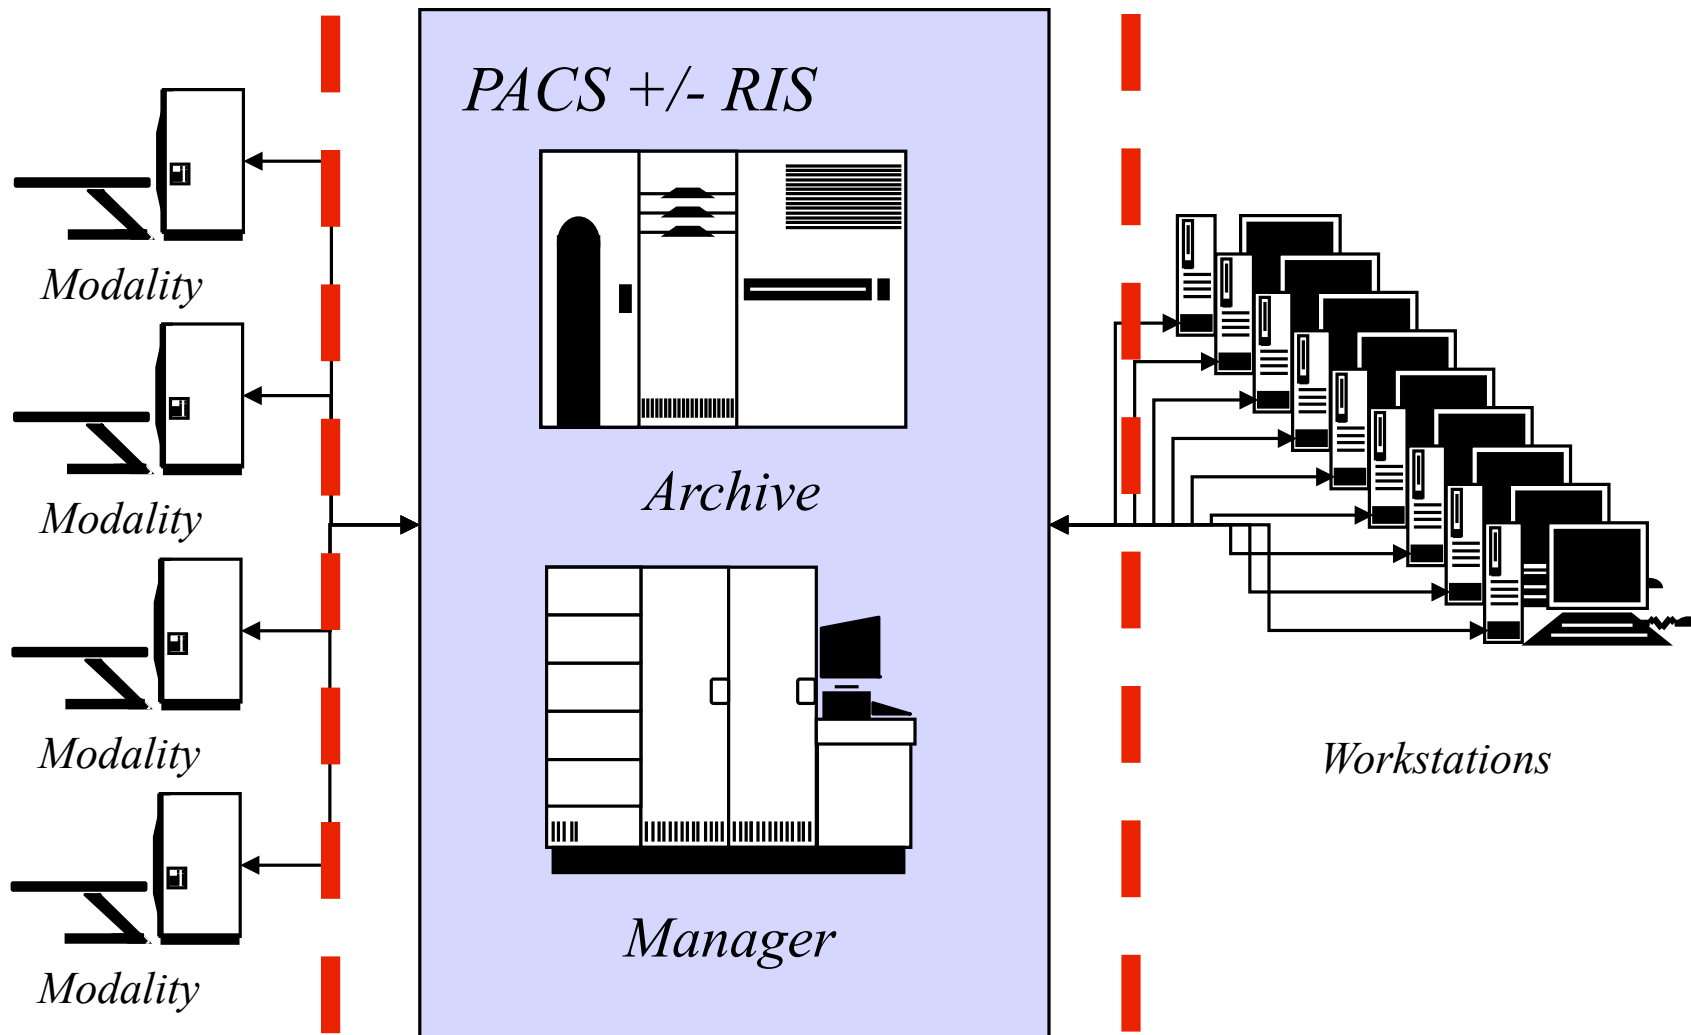 PACS +/- RIS
Modality
Modality
Modality
Modality
Archive
Manager
Workstations